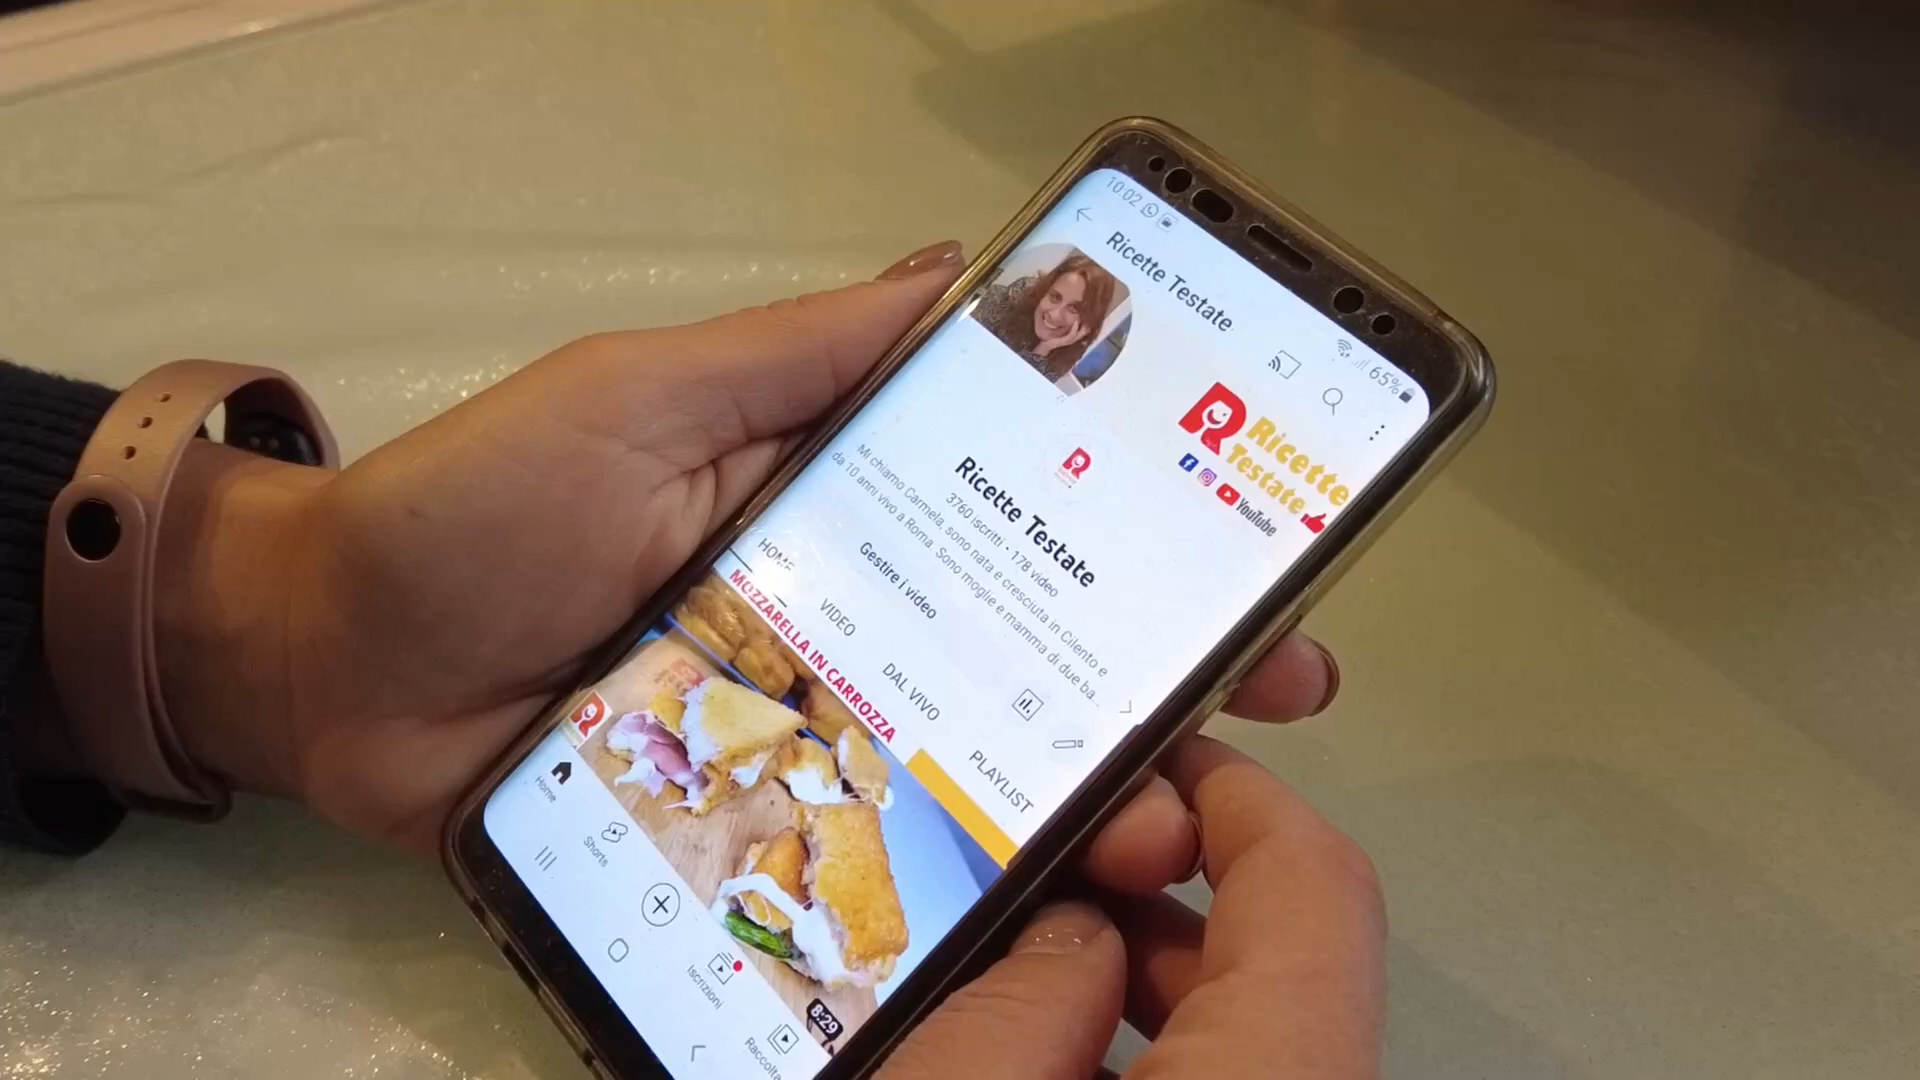 10:02
65%
Ricette Testate
Ricette
Testate
YouTube
Ricette Testate
3760 iscritti · 178 video
Mi chiamo Carmela, sono nata e cresciuta in Cilento e
da 10 anni vivo a Roma. Sono moglie e mamma di due ba...
Gestire i video
HOME
VIDEO
DAL VIVO
PLAYLIST
MOZZARELLA IN CARROZZA
8:29
Home
Shorts
Iscrizioni
Raccolta